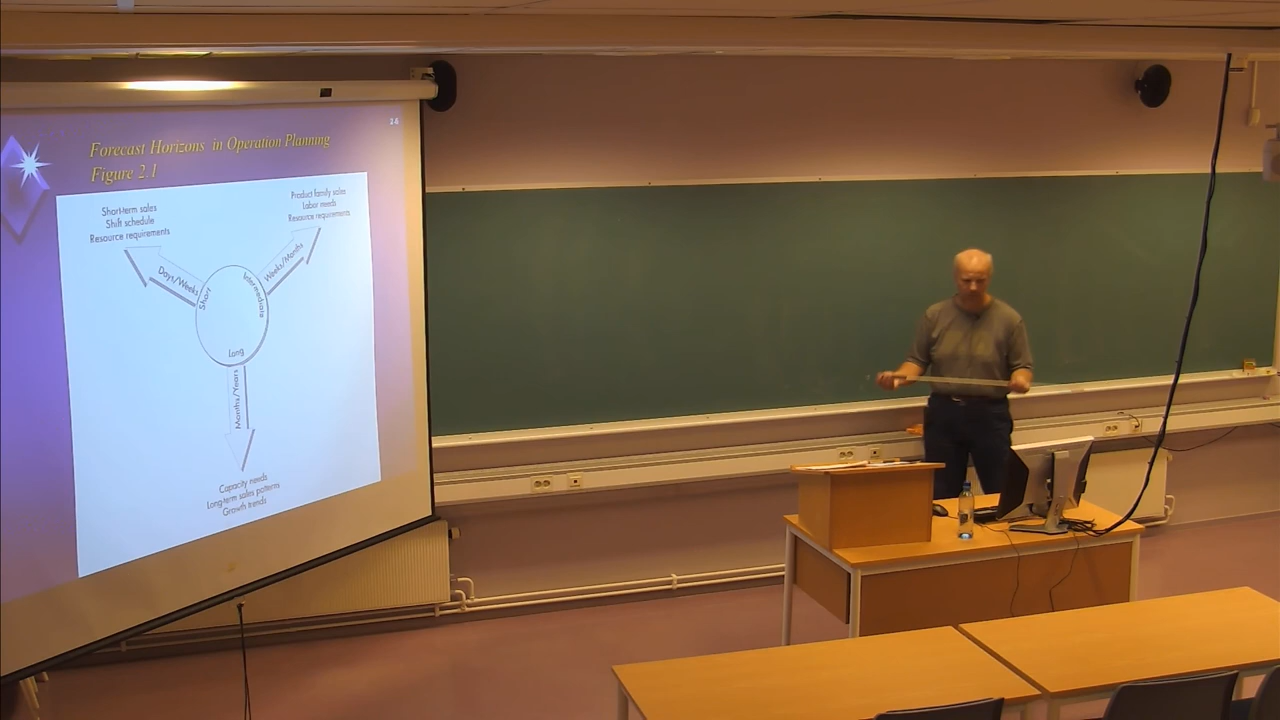 2.4
Forecast Horizons in Operation Planning
Figure 2.1
Short-term sales
Shift schedule
Resource requirements
Product family sales
Labor needs
Resource requirements
Days/Weeks
Weeks/Months
Short
Intermediate
Long
Months/Years
Capacity needs
Long-term sales patterns
Growth trends